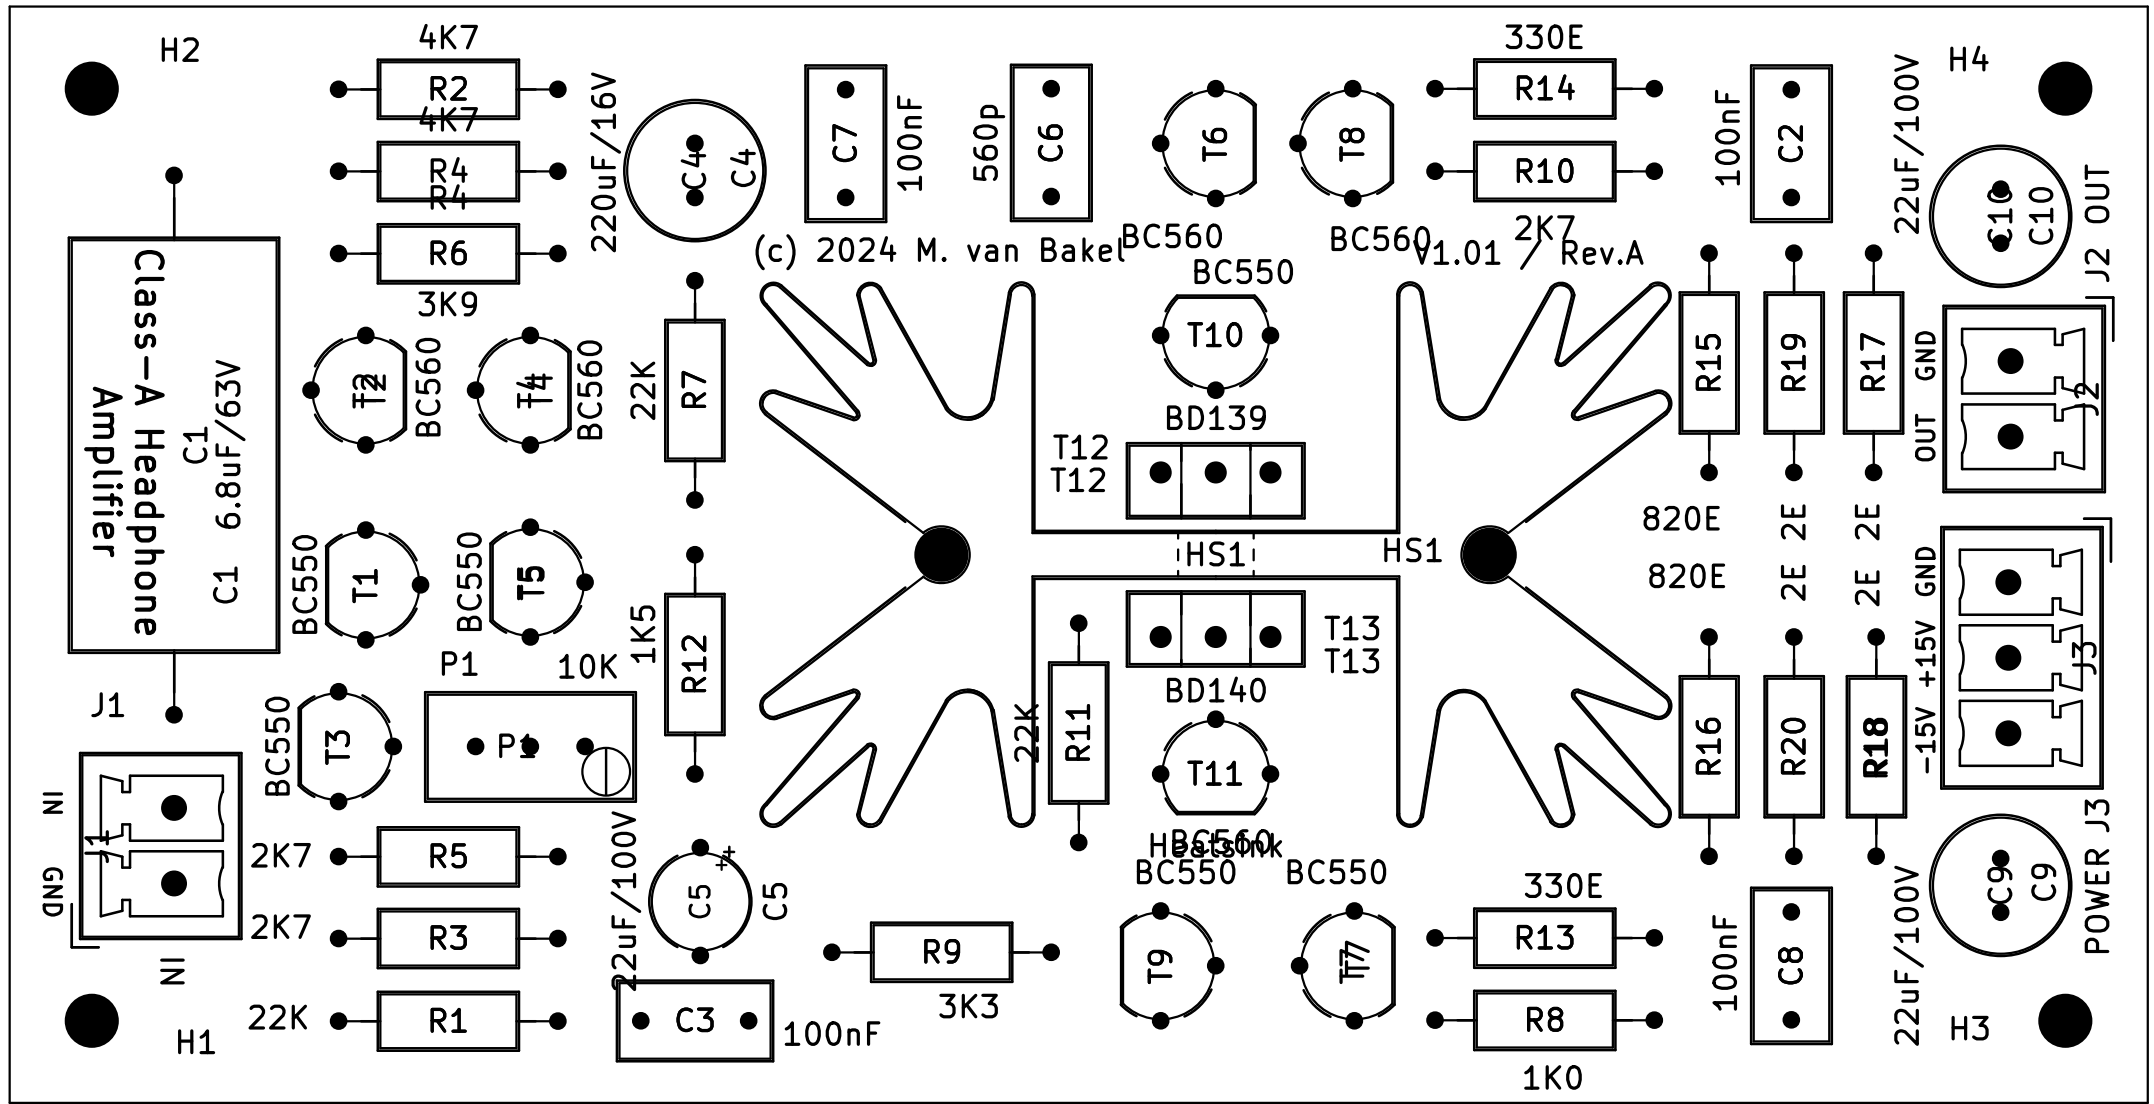 H2
4K7
R2
4K7
R4
R4
R6
3K9
220uF/16V
C4
C4
C7
100nF
560p
C6
T6
BC560
T8
BC560
330E
R14
R10
2K7
100nF
C2
22uF/100V
H4
C10
C10
J2 OUT
(c) 2024 M. van Bakel
V1.01 / Rev.A
Class-A Headphone
Amplifier
C1
6.8uF/63V
C1
T2
T2
BC560
T4
T4
BC560
22K
R7
BC550
T10
BD139
T12
T12
HS1
HS1
R15
R19
R17
820E
2E
2E
GND
OUT
J2
BC550
T1
BC550
T5
1K5
R12
T13
T13
BD140
820E
2E
2E
GND
+15V
-15V
J3
P1
10K
P1
J1
BC550
T3
22K
R11
T11
BC560
Heatsink
R16
R20
R18
IN
GND
J1
IN
2K7
R5
2K7
R3
22K
R1
H1
22uF/100V
+
+
C5
C5
C3
100nF
R9
3K3
BC550
T9
BC550
T7
T7
330E
R13
R8
1K0
100nF
C8
22uF/100V
C9
C9
POWER J3
H3